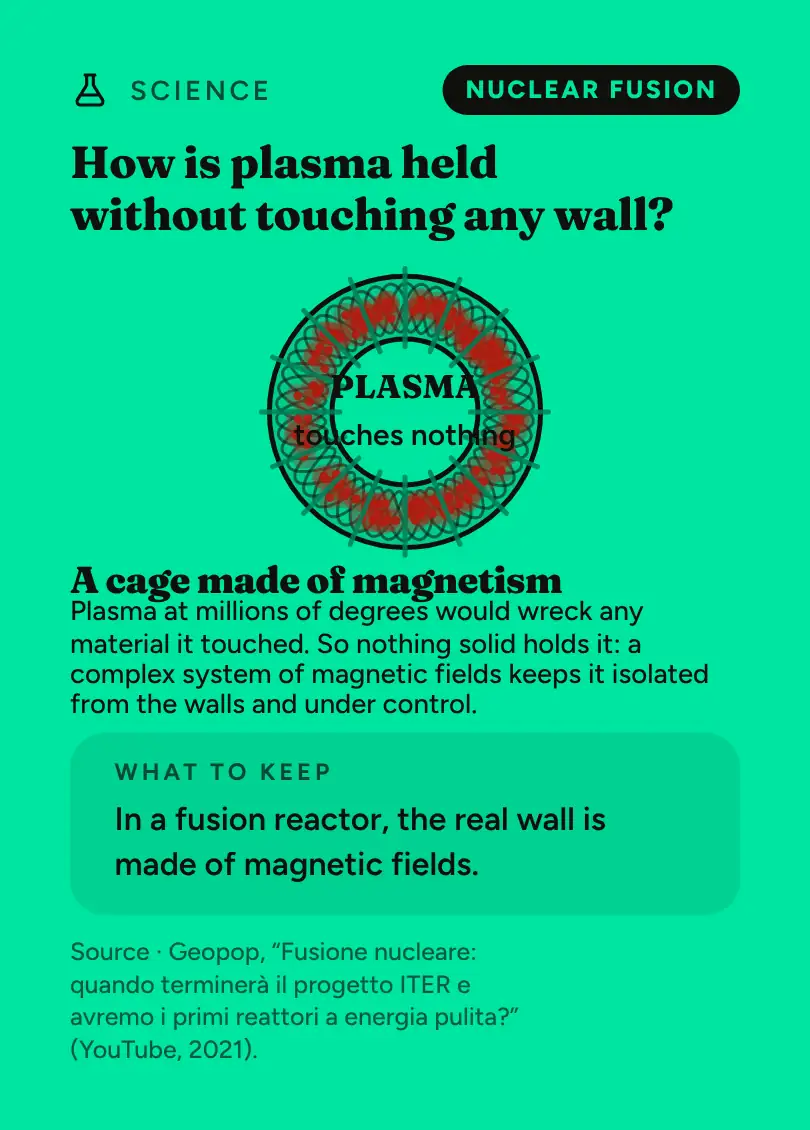 SCIENCE
NUCLEAR FUSION
How is plasma held
without touching any wall?
PLASMA
touches nothing
A cage made of magnetism
Plasma at millions of degrees would wreck any
material it touched. So nothing solid holds it: a
complex system of magnetic fields keeps it isolated
from the walls and under control.
WHAT TO KEEP
In a fusion reactor, the real wall is
made of magnetic fields.
Source · Geopop, “Fusione nucleare:
quando terminerà il progetto ITER e
avremo i primi reattori a energia pulita?”
(YouTube, 2021).